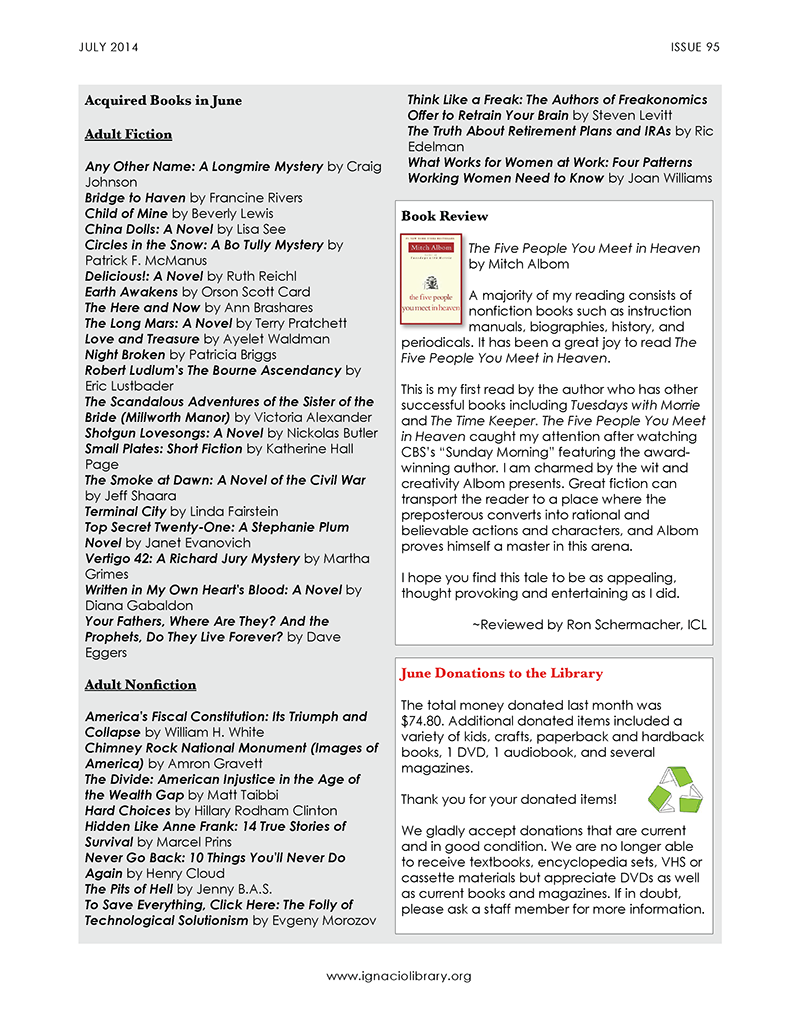 JULY 2014
ISSUE 95
Acquired Books in June
Adult Fiction
Any Other Name: A Longmire Mystery by Craig
Johnson
Bridge to Haven by Francine Rivers
Child of Mine by Beverly Lewis
China Dolls: A Novel by Lisa See
Circles in the Snow: A Bo Tully Mystery by
Patrick F. McManus
Delicious!: A Novel by Ruth Reichl
Earth Awakens by Orson Scott Card
The Here and Now by Ann Brashares
The Long Mars: A Novel by Terry Pratchett
Love and Treasure by Ayelet Waldman
Night Broken by Patricia Briggs
Robert Ludlum's The Bourne Ascendancy by
Eric Lustbader
The Scandalous Adventures of the Sister of the
Bride (Millworth Manor) by Victoria Alexander
Shotgun Lovesongs: A Novel by Nickolas Butler
Small Plates: Short Fiction by Katherine Hall
Page
The Smoke at Dawn: A Novel of the Civil War
by Jeff Shaara
Terminal City by Linda Fairstein
Top Secret Twenty-One: A Stephanie Plum
Novel by Janet Evanovich
Vertigo 42: A Richard Jury Mystery by Martha
Grimes
Written in My Own Heart's Blood: A Novel by
Diana Gabaldon
Your Fathers, Where Are They? And the
Prophets, Do They Live Forever? by Dave
Eggers
Adult Nonfiction
America's Fiscal Constitution: Its Triumph and
Collapse by William H. White
Chimney Rock National Monument (Images of
America) by Amron Gravett
The Divide: American Injustice in the Age of
the Wealth Gap by Matt Taibbi
Hard Choices by Hillary Rodham Clinton
Hidden Like Anne Frank: 14 True Stories of
Survival by Marcel Prins
Never Go Back: 10 Things You'll Never Do
Again by Henry Cloud
The Pits of Hell by Jenny B.A.S.
To Save Everything, Click Here: The Folly of
Technological Solutionism by Evgeny Morozov
Think Like a Freak: The Authors of Freakonomics
Offer to Retrain Your Brain by Steven Levitt
The Truth About Retirement Plans and IRAs by Ric
Edelman
What Works for Women at Work: Four Patterns
Working Women Need to Know by Joan Williams
Book Review
Mitch Albom
the five people
you meet in heaven
The Five People You Meet in Heaven
by Mitch Albom
A majority of my reading consists of
nonfiction books such as instruction
manuals, biographies, history, and
periodicals. It has been a great joy to read The
Five People You Meet in Heaven.
This is my first read by the author who has other
successful books including Tuesdays with Morrie
and The Time Keeper. The Five People You Meet
in Heaven caught my attention after watching
CBS's “Sunday Morning” featuring the award-
winning author. I am charmed by the wit and
creativity Albom presents. Great fiction can
transport the reader to a place where the
preposterous converts into rational and
believable actions and characters, and Albom
proves himself a master in this arena.
I hope you find this tale to be as appealing,
thought provoking and entertaining as I did.
~Reviewed by Ron Schermacher, ICL
June Donations to the Library
The total money donated last month was
$74.80. Additional donated items included a
variety of kids, crafts, paperback and hardback
books, 1 DVD, 1 audiobook, and several
magazines.
Thank you for your donated items!
We gladly accept donations that are current
and in good condition. We are no longer able
to receive textbooks, encyclopedia sets, VHS or
cassette materials but appreciate DVDs as well
as current books and magazines. If in doubt,
please ask a staff member for more information.
www.ignaciolibrary.org